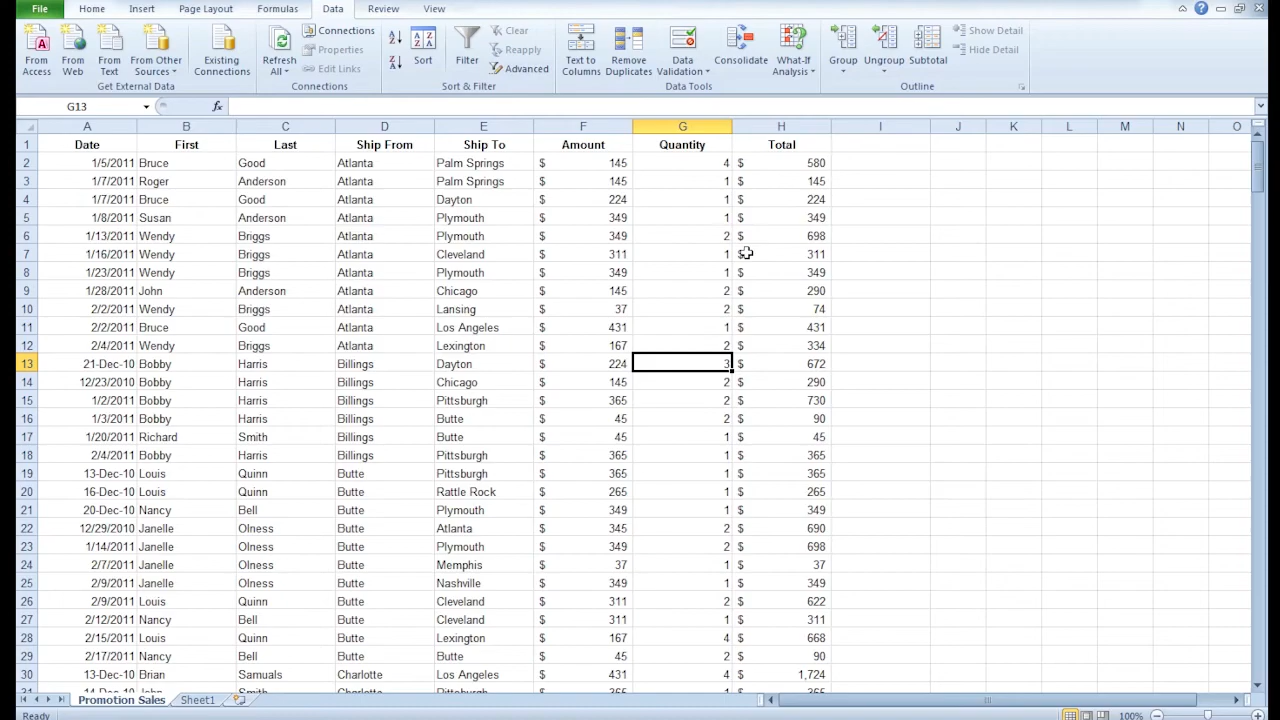 File Home Insert Page Layout Formulas Data Review View
From Access From Web From Text From Other Sources Existing Connections Refresh All Connections Properties Edit Links Sort Filter Clear Reapply Advanced Text to Columns Remove Duplicates Data Validation Consolidate What-If Analysis Group Ungroup Subtotal Show Detail Hide Detail
Get External Data Connections Sort & Filter Data Tools Outline
G13 fx
A B C D E F G H I J K L M N O
1 Date First Last Ship From Ship To Amount Quantity Total
2 1/5/2011 Bruce Good Atlanta Palm Springs $ 145 4 $ 580
3 1/7/2011 Roger Anderson Atlanta Palm Springs $ 145 1 $ 145
4 1/7/2011 Bruce Good Atlanta Dayton $ 224 1 $ 224
5 1/8/2011 Susan Anderson Atlanta Plymouth $ 349 1 $ 349
6 1/13/2011 Wendy Briggs Atlanta Plymouth $ 349 2 $ 698
7 1/16/2011 Wendy Briggs Atlanta Cleveland $ 311 1 $ 311
8 1/23/2011 Wendy Briggs Atlanta Plymouth $ 349 1 $ 349
9 1/28/2011 John Anderson Atlanta Chicago $ 145 2 $ 290
10 2/2/2011 Wendy Briggs Atlanta Lansing $ 37 2 $ 74
11 2/2/2011 Bruce Good Atlanta Los Angeles $ 431 1 $ 431
12 2/4/2011 Wendy Briggs Atlanta Lexington $ 167 2 $ 334
13 21-Dec-10 Bobby Harris Billings Dayton $ 224 3 $ 672
14 12/23/2010 Bobby Harris Billings Chicago $ 145 2 $ 290
15 1/2/2011 Bobby Harris Billings Pittsburgh $ 365 2 $ 730
16 1/3/2011 Bobby Harris Billings Butte $ 45 2 $ 90
17 1/20/2011 Richard Smith Billings Butte $ 45 1 $ 45
18 2/4/2011 Bobby Harris Billings Pittsburgh $ 365 1 $ 365
19 13-Dec-10 Louis Quinn Butte Pittsburgh $ 365 1 $ 365
20 16-Dec-10 Louis Quinn Butte Rattle Rock $ 265 1 $ 265
21 20-Dec-10 Nancy Bell Butte Plymouth $ 349 1 $ 349
22 12/29/2010 Janelle Olness Butte Atlanta $ 345 2 $ 690
23 1/14/2011 Janelle Olness Butte Plymouth $ 349 2 $ 698
24 2/7/2011 Janelle Olness Butte Memphis $ 37 1 $ 37
25 2/9/2011 Janelle Olness Butte Nashville $ 349 1 $ 349
26 2/9/2011 Louis Quinn Butte Cleveland $ 311 2 $ 622
27 2/12/2011 Nancy Bell Butte Cleveland $ 311 1 $ 311
28 2/15/2011 Louis Quinn Butte Lexington $ 167 4 $ 668
29 2/17/2011 Nancy Bell Butte Butte $ 45 2 $ 90
30 13-Dec-10 Brian Samuals Charlotte Los Angeles $ 431 4 $ 1,724
Promotion Sales Sheet1
Ready 100%